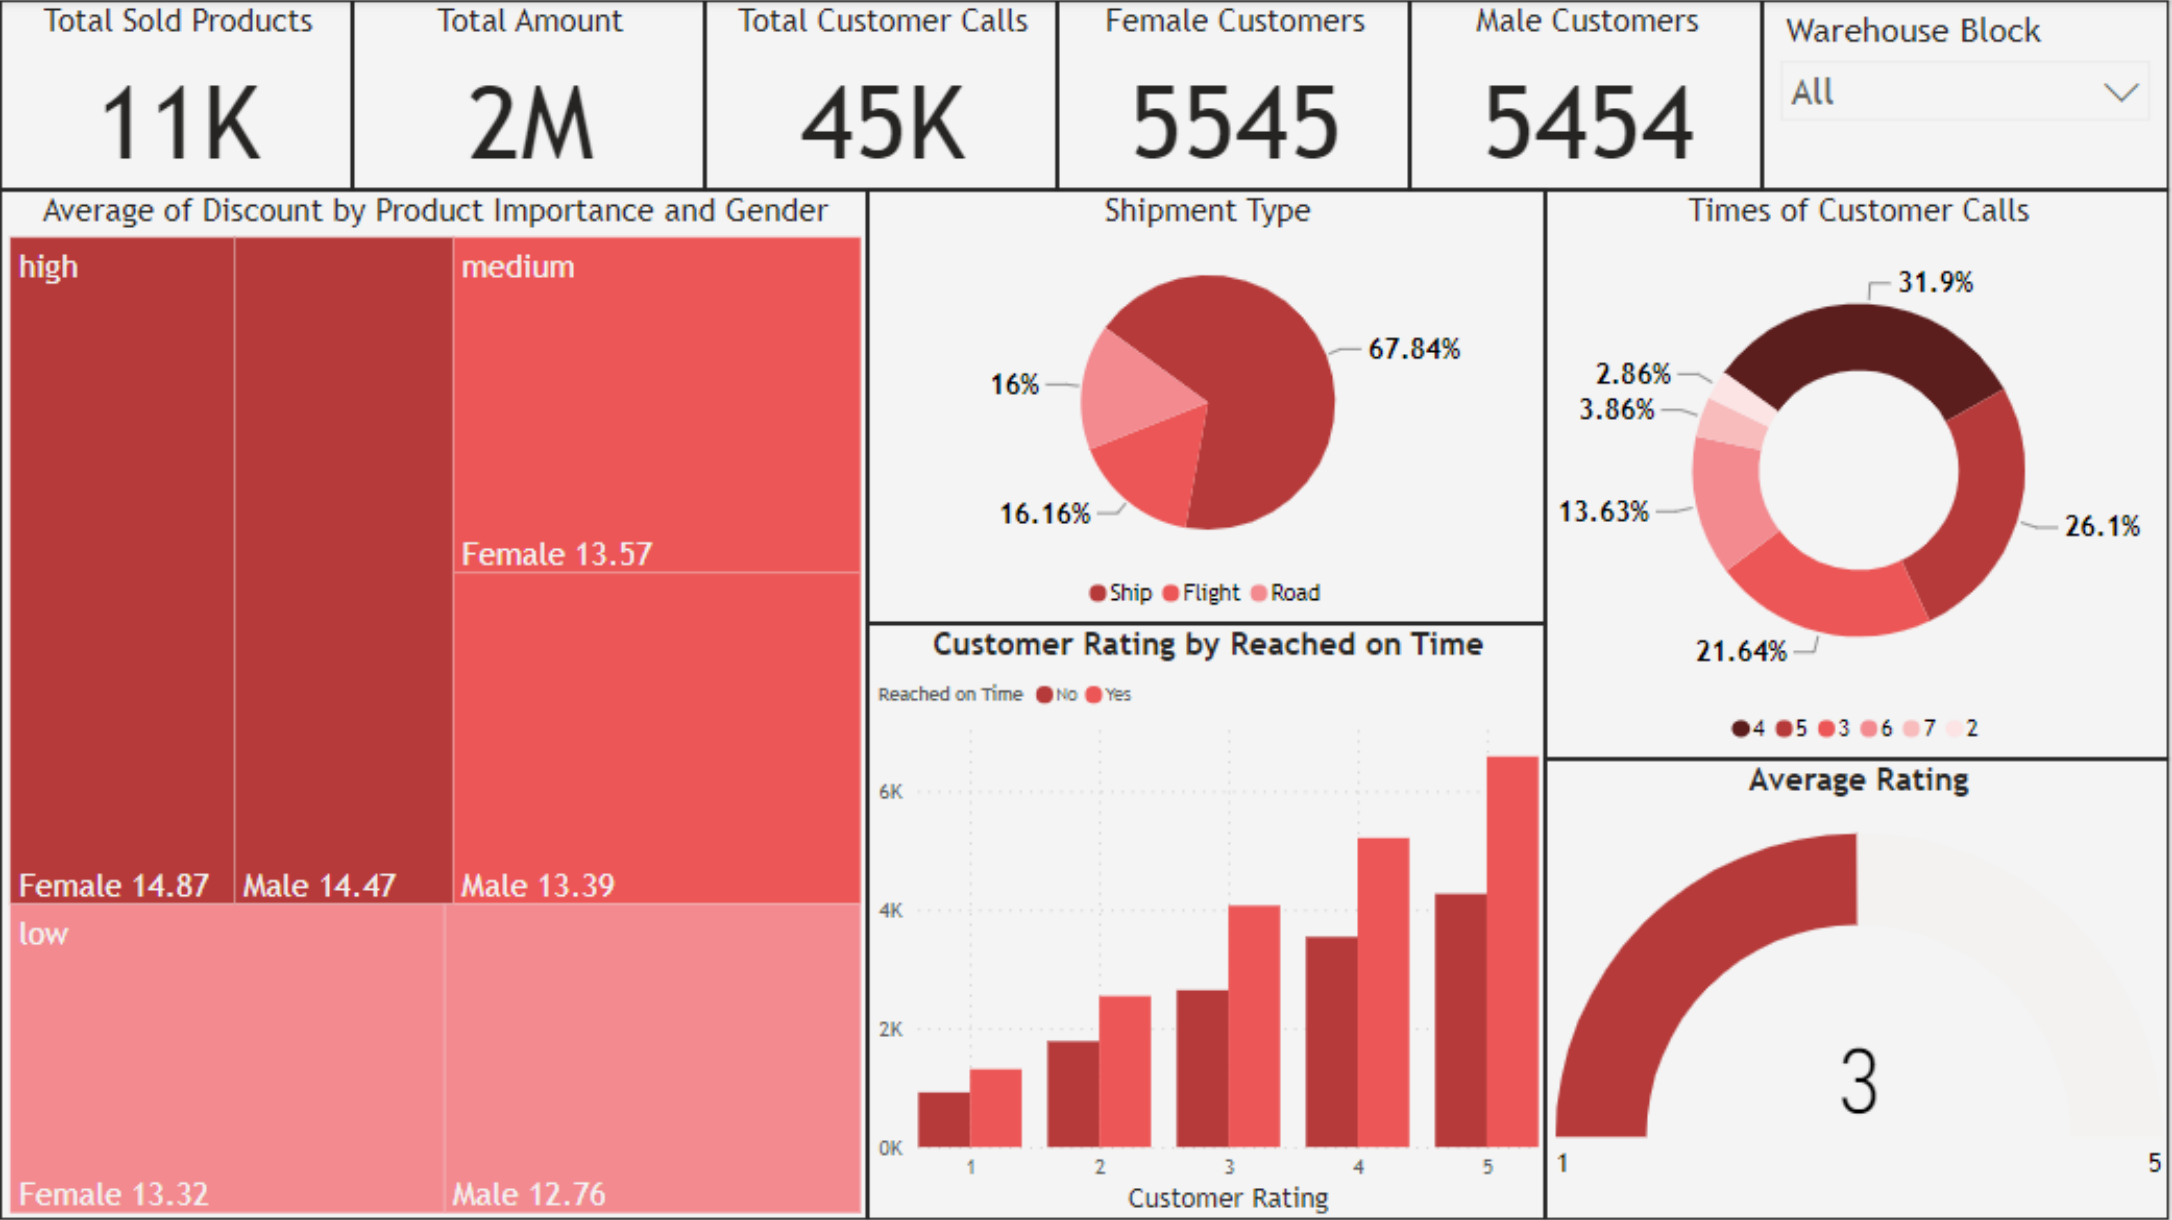 Total Sold Products
11K
Total Amount
2M
Total Customer Calls
45K
Female Customers
5545
Male Customers
5454
Warehouse Block
All
Average of Discount by Product Importance and Gender
high
Female 14.87
Male 14.47
medium
Female 13.57
Male 13.39
low
Female 13.32
Male 12.76
Shipment Type
67.84%
16%
16.16%
Ship Flight Road
Customer Rating by Reached on Time
Reached on Time No Yes
6K
4K
2K
0K
1 2 3 4 5
Customer Rating
Times of Customer Calls
31.9%
2.86%
3.86%
13.63%
26.1%
21.64%
4 5 3 6 7 2
Average Rating
3
1 5